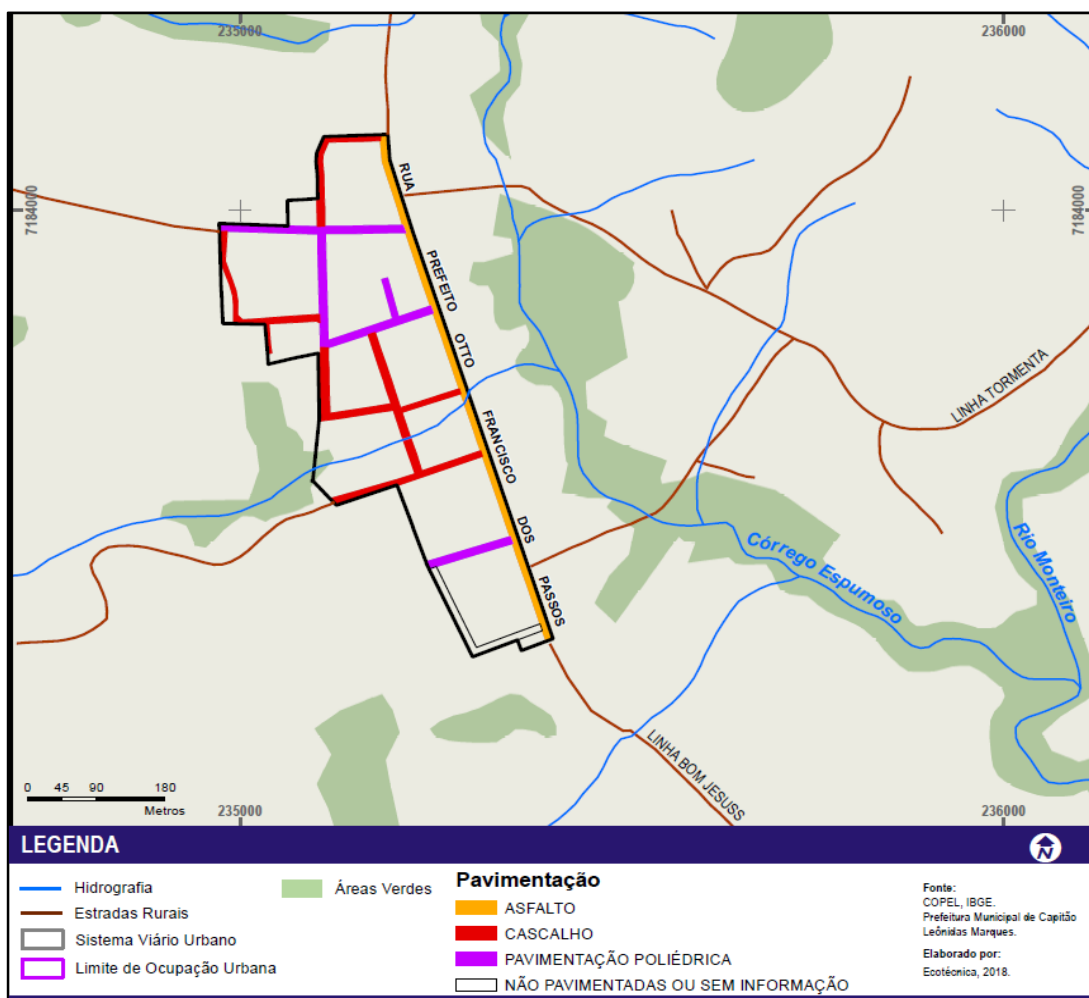 235000
236000
7184000
7184000
RUA
PREFEITO
OTTO
FRANCISCO
DOS
PASSOS
LINHA TORMENTA
Rio Monteiro
Córrego Espumoso
LINHA BOM JESUSS
0 45 90 180
Metros
235000
236000
LEGENDA
N
Hidrografia
Estradas Rurais
Sistema Viário Urbano
Limite de Ocupação Urbana
Áreas Verdes
Pavimentação
ASFALTO
CASCALHO
PAVIMENTAÇÃO POLIÉDRICA
NÃO PAVIMENTADAS OU SEM INFORMAÇÃO
Fonte:
COPEL, IBGE.
Prefeitura Municipal de Capitão
Leônidas Marques.
Elaborado por:
Ecotécnica, 2018.